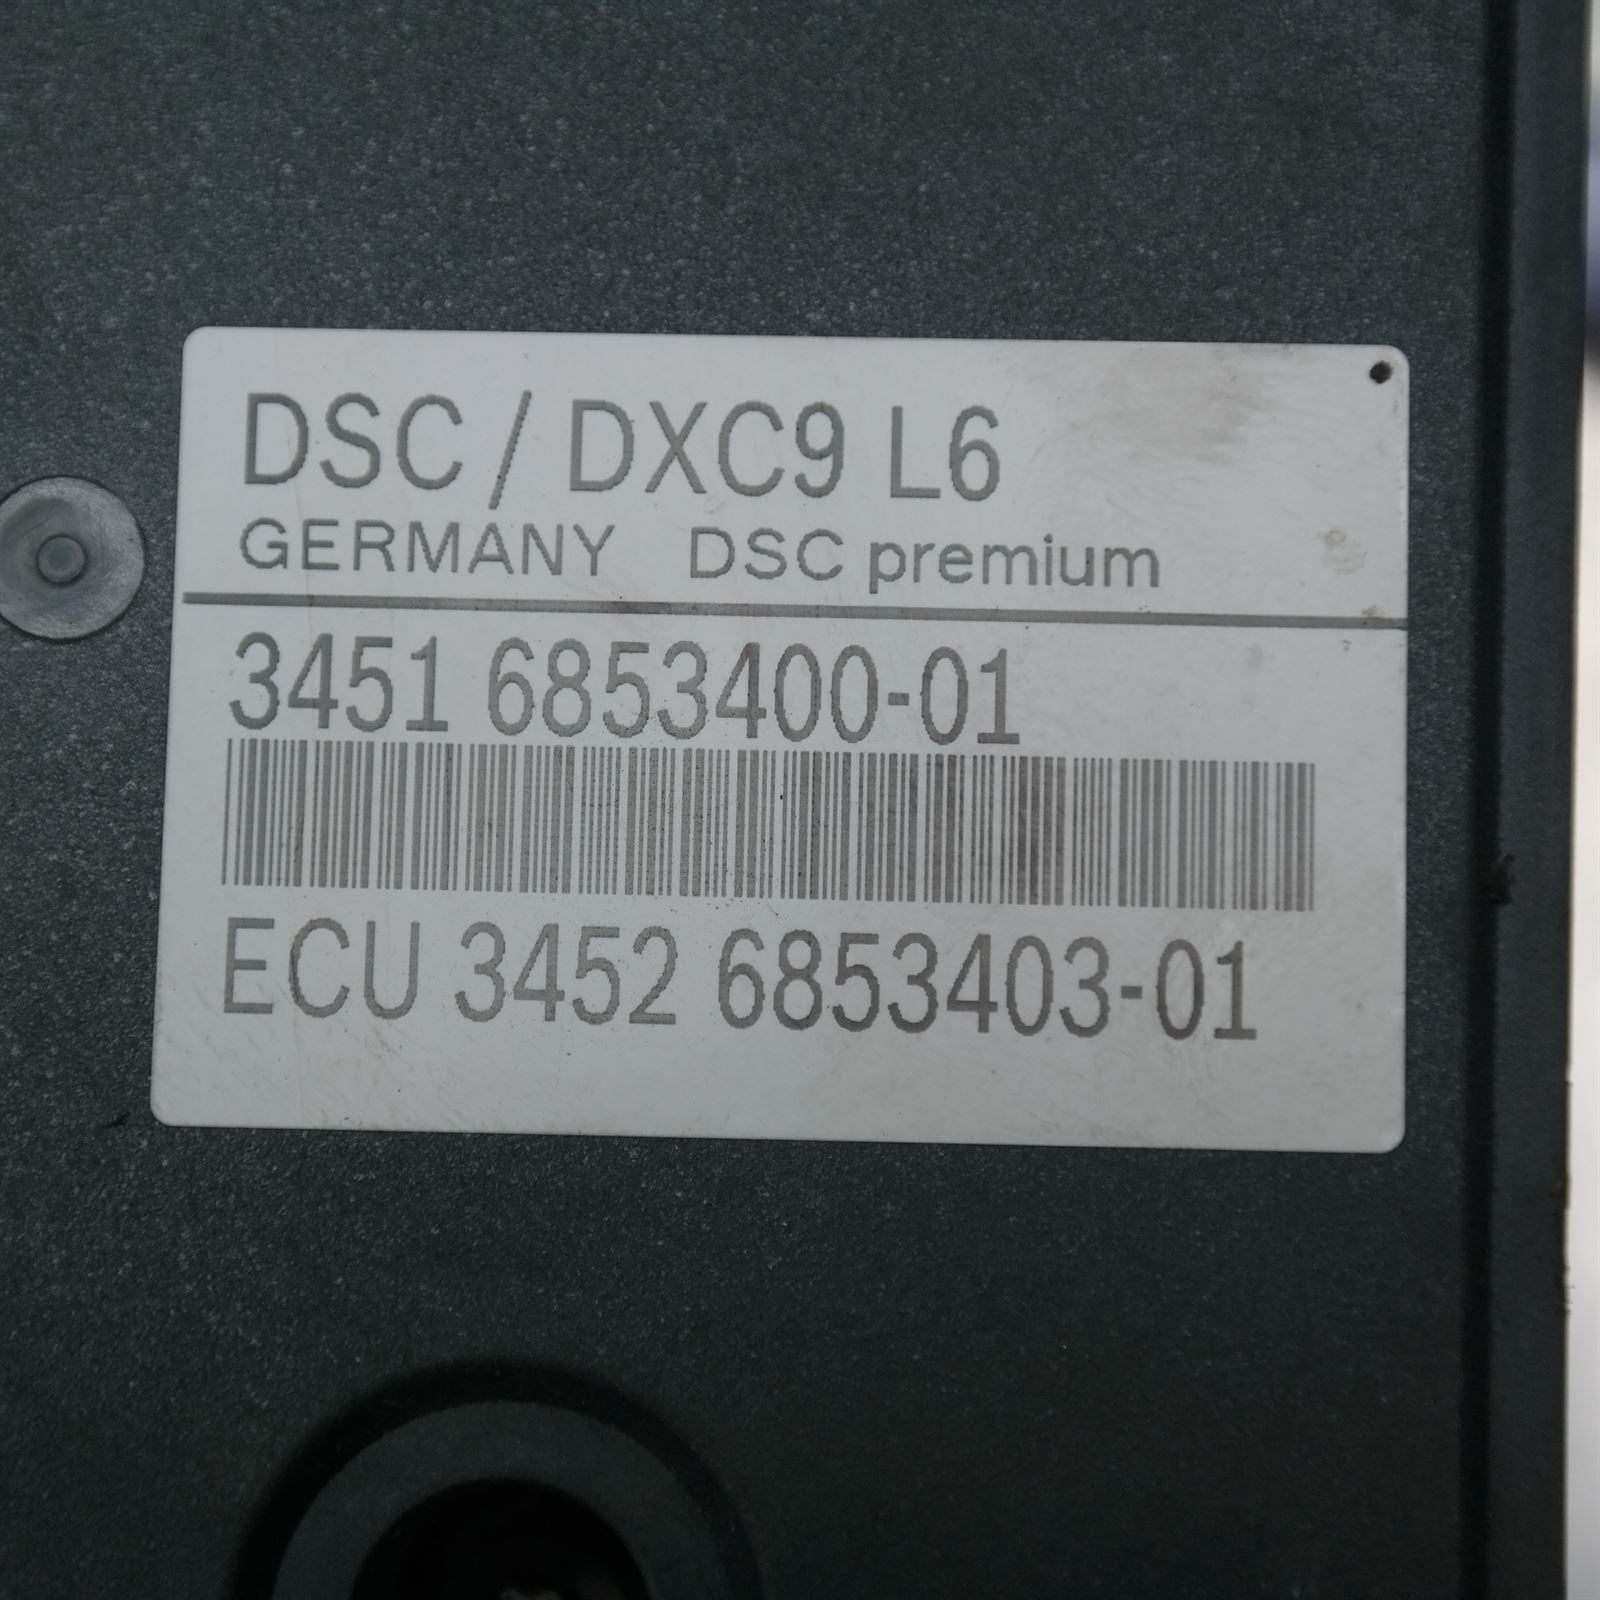 DSC / DXC9 L6
GERMANY DSC premium
3451 6853400-01
ECU 3452 6853403-01